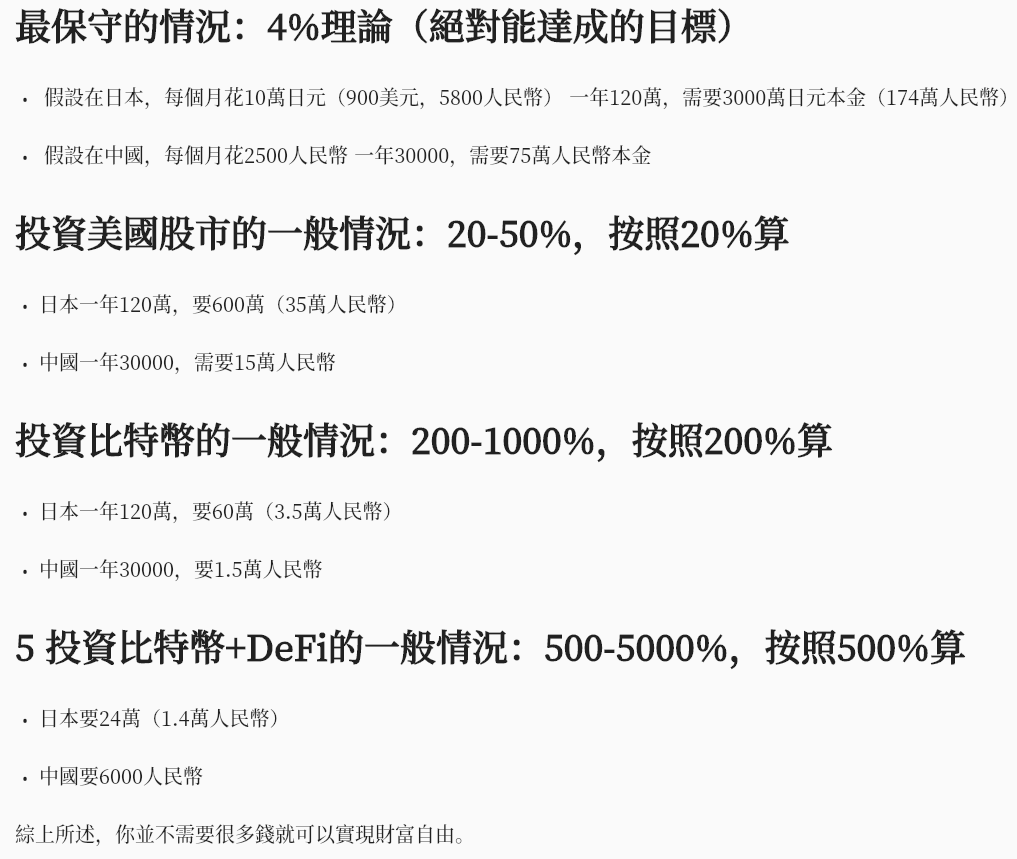 最保守的情況：4%理論（絕對能達成的目標）
• 假設在日本，每個月花10萬日元（900美元，5800人民幣） 一年120萬，需要3000萬日元本金（174萬人民幣）
• 假設在中國，每個月花2500人民幣 一年30000，需要75萬人民幣本金
投資美國股市的一般情況：20-50%，按照20%算
• 日本一年120萬，要600萬（35萬人民幣）
• 中國一年30000，需要15萬人民幣
投資比特幣的一般情況：200-1000%，按照200%算
• 日本一年120萬，要60萬（3.5萬人民幣）
• 中國一年30000，要1.5萬人民幣
5 投資比特幣+DeFi的一般情況：500-5000%，按照500%算
• 日本要24萬（1.4萬人民幣）
• 中國要6000人民幣
綜上所述，你並不需要很多錢就可以實現財富自由。